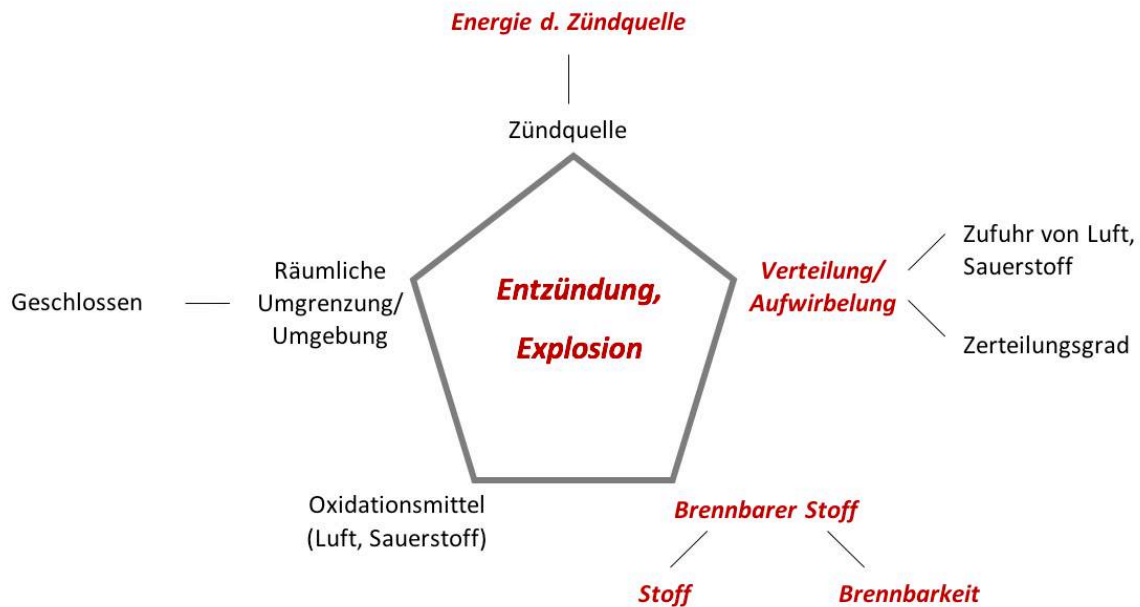 Energie d. Zündquelle
Zündquelle
Zufuhr von Luft,
Sauerstoff
Verteilung/
Aufwirbelung
Zerteilungsgrad
Räumliche
Umgrenzung/
Umgebung
Geschlossen
Entzündung,
Explosion
Oxidationsmittel
(Luft, Sauerstoff)
Brennbarer Stoff
Stoff
Brennbarkeit